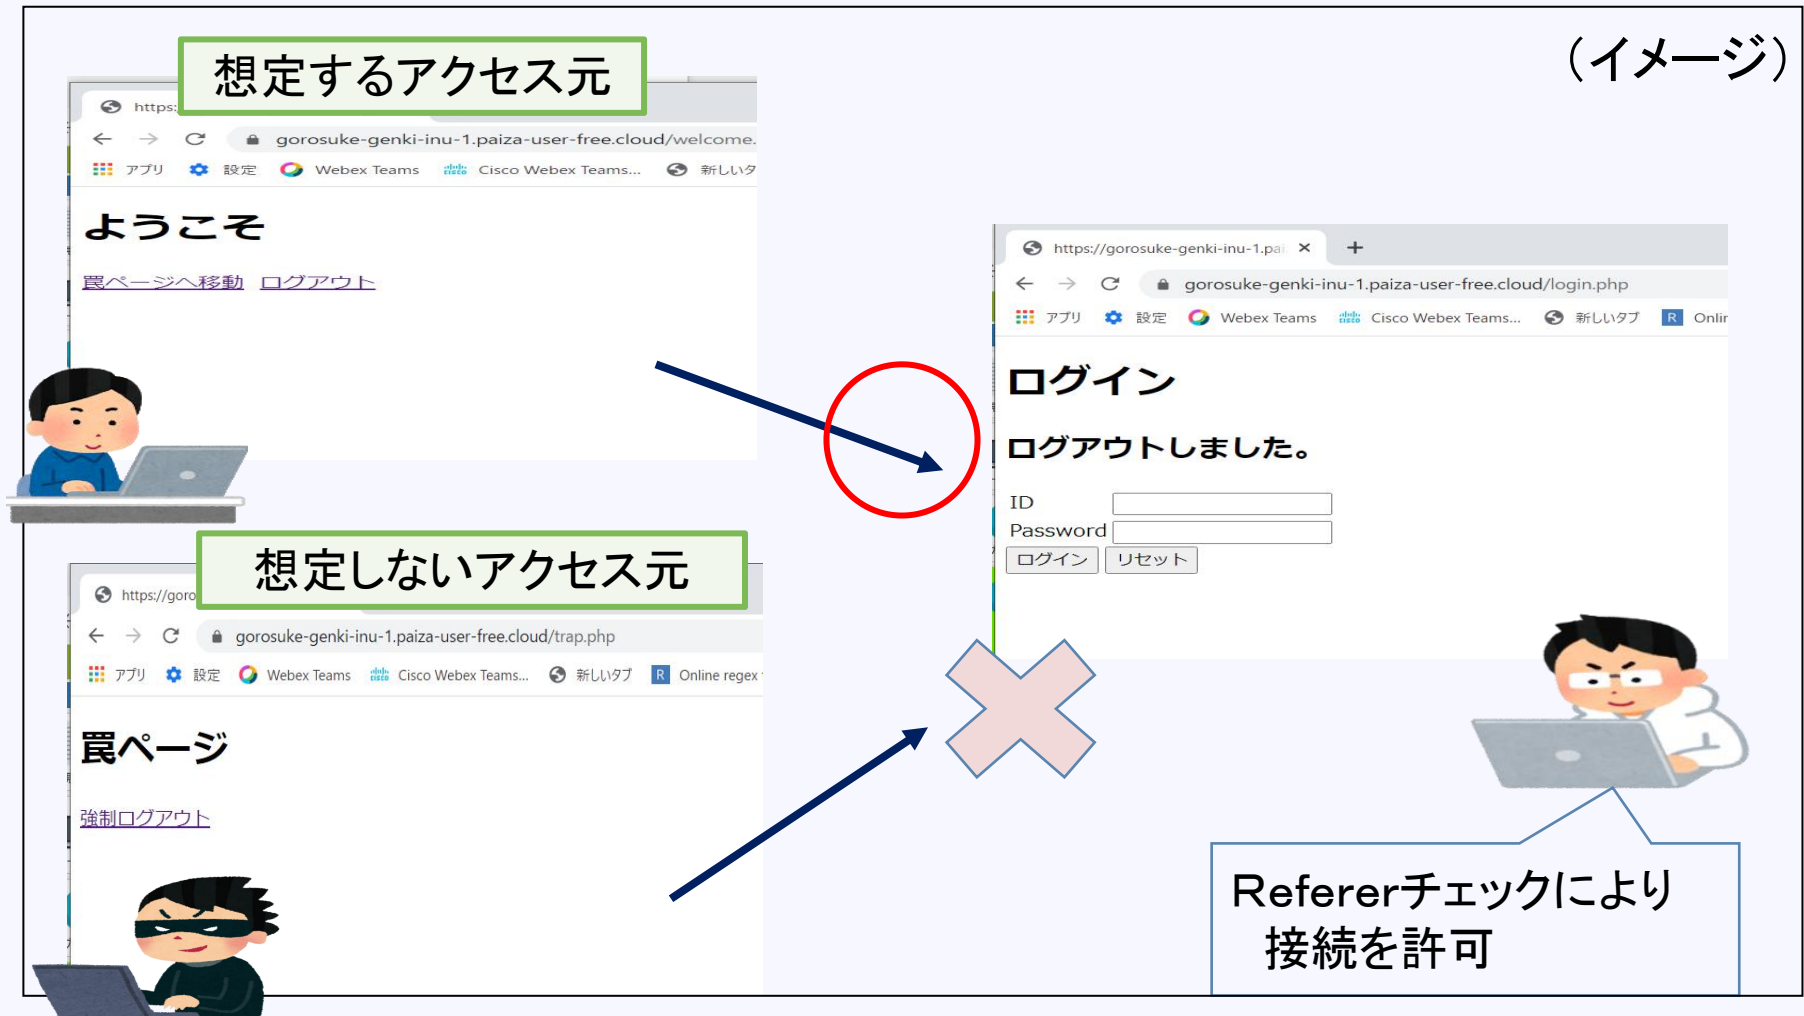 （イメージ）
想定するアクセス元
https:
gorosuke-genki-inu-1.paiza-user-free.cloud/welcome.
アプリ 設定 Webex Teams cisco Cisco Webex Teams... 新しいタ
ようこそ
罠ページへ移動 ログアウト
https://gorosuke-genki-inu-1.pai
gorosuke-genki-inu-1.paiza-user-free.cloud/login.php
アプリ 設定 Webex Teams cisco Cisco Webex Teams... 新しいタブ R Onlin
ログイン
ログアウトしました。
ID
Password
ログイン リセット
想定しないアクセス元
https://goro
gorosuke-genki-inu-1.paiza-user-free.cloud/trap.php
アプリ 設定 Webex Teams cisco Cisco Webex Teams... 新しいタブ R Online regex
罠ページ
強制ログアウト
Refererチェックにより
接続を許可